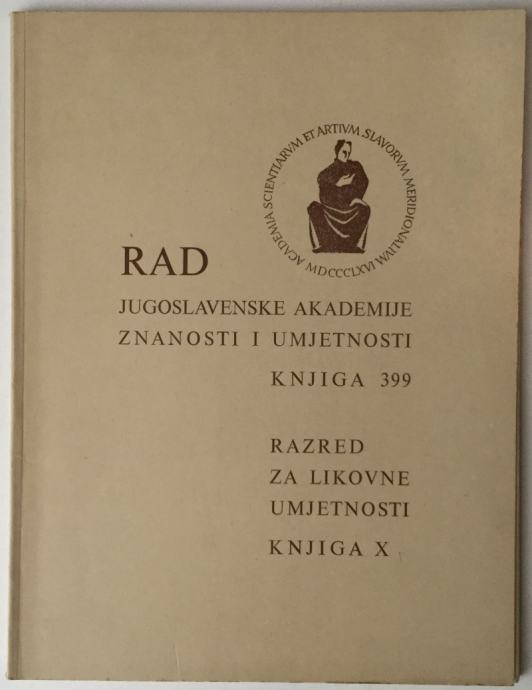 ACADEMIA SCIENTIARVM ET ARTIVM SLAVORVM MERIDIONALIVM
MDCCCLXVI
RAD
JUGOSLAVENSKE AKADEMIJE
ZNANOSTI I UMJETNOSTI
KNJIGA 399
RAZRED
ZA LIKOVNE
UMJETNOSTI
KNJIGA X